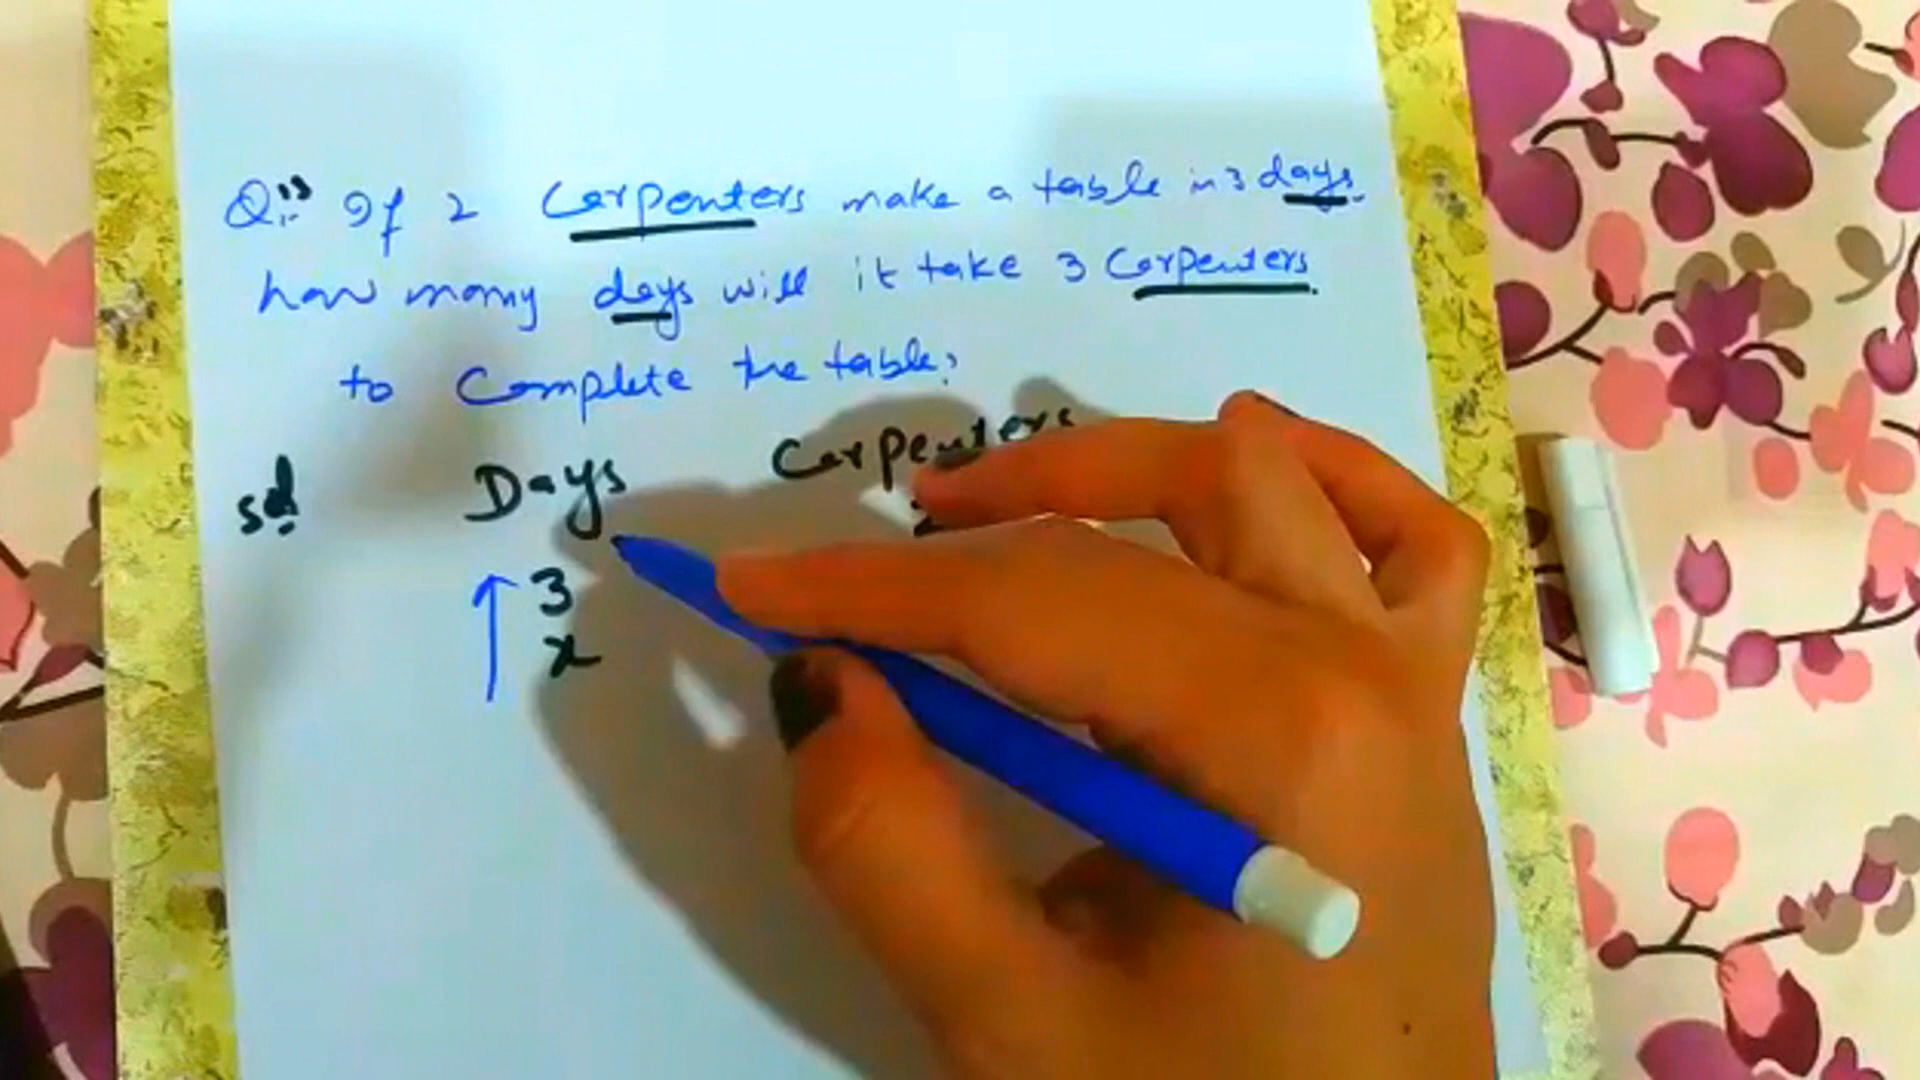 Q:13 If 2 Carpenters make a table in 3 days.
how many days will it take 3 Carpenters
to complete the table?
Sol Days Carpenters
3
x